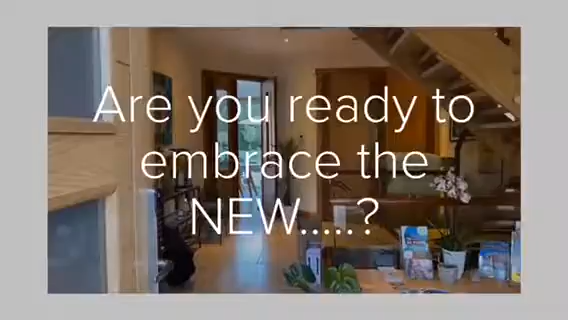 Are you ready to
embrace the
NEW.....?